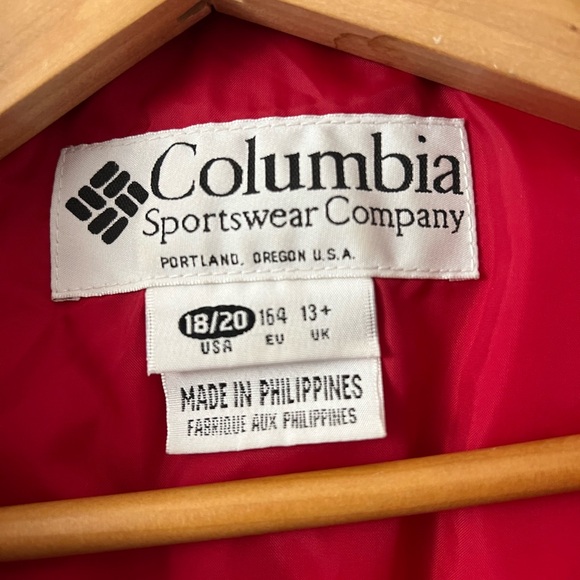 Columbia
Sportswear Company
PORTLAND, OREGON U.S.A.
18/20 164 13+
USA EU UK
MADE IN PHILIPPINES
FABRIQUE AUX PHILIPPINES